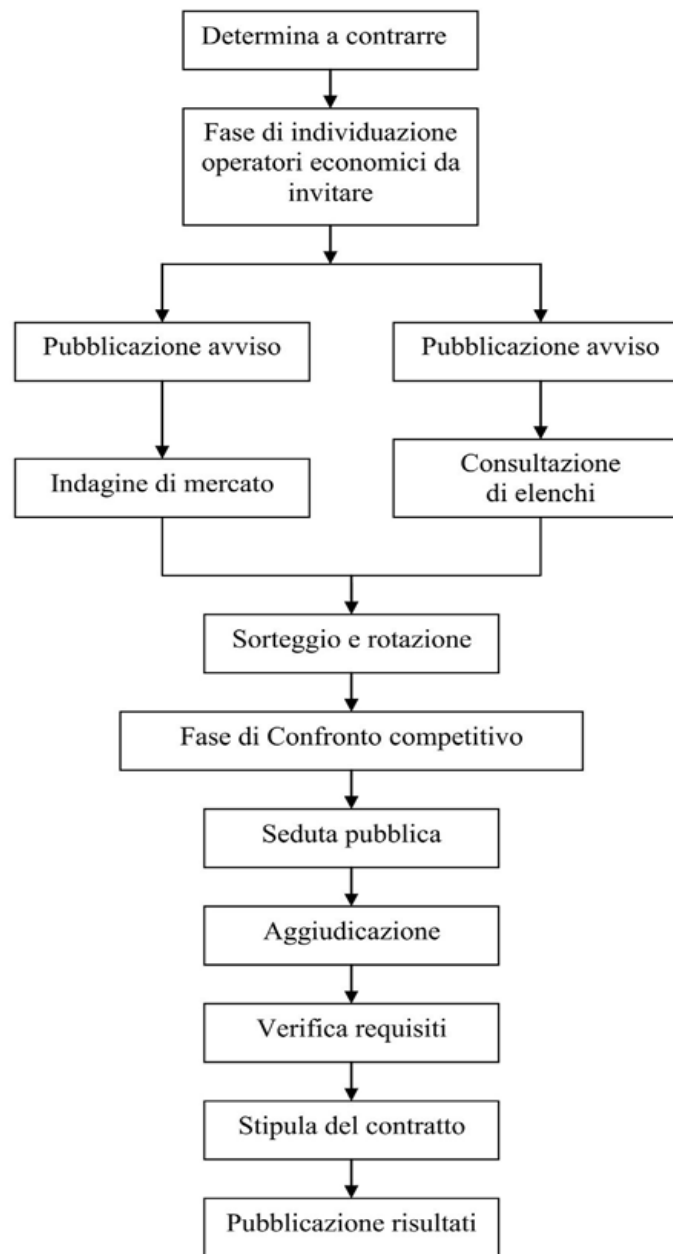 Determina a contrarre
Fase di individuazione
operatori economici da
invitare
Pubblicazione avviso
Pubblicazione avviso
Indagine di mercato
Consultazione
di elenchi
Sorteggio e rotazione
Fase di Confronto competitivo
Seduta pubblica
Aggiudicazione
Verifica requisiti
Stipula del contratto
Pubblicazione risultati